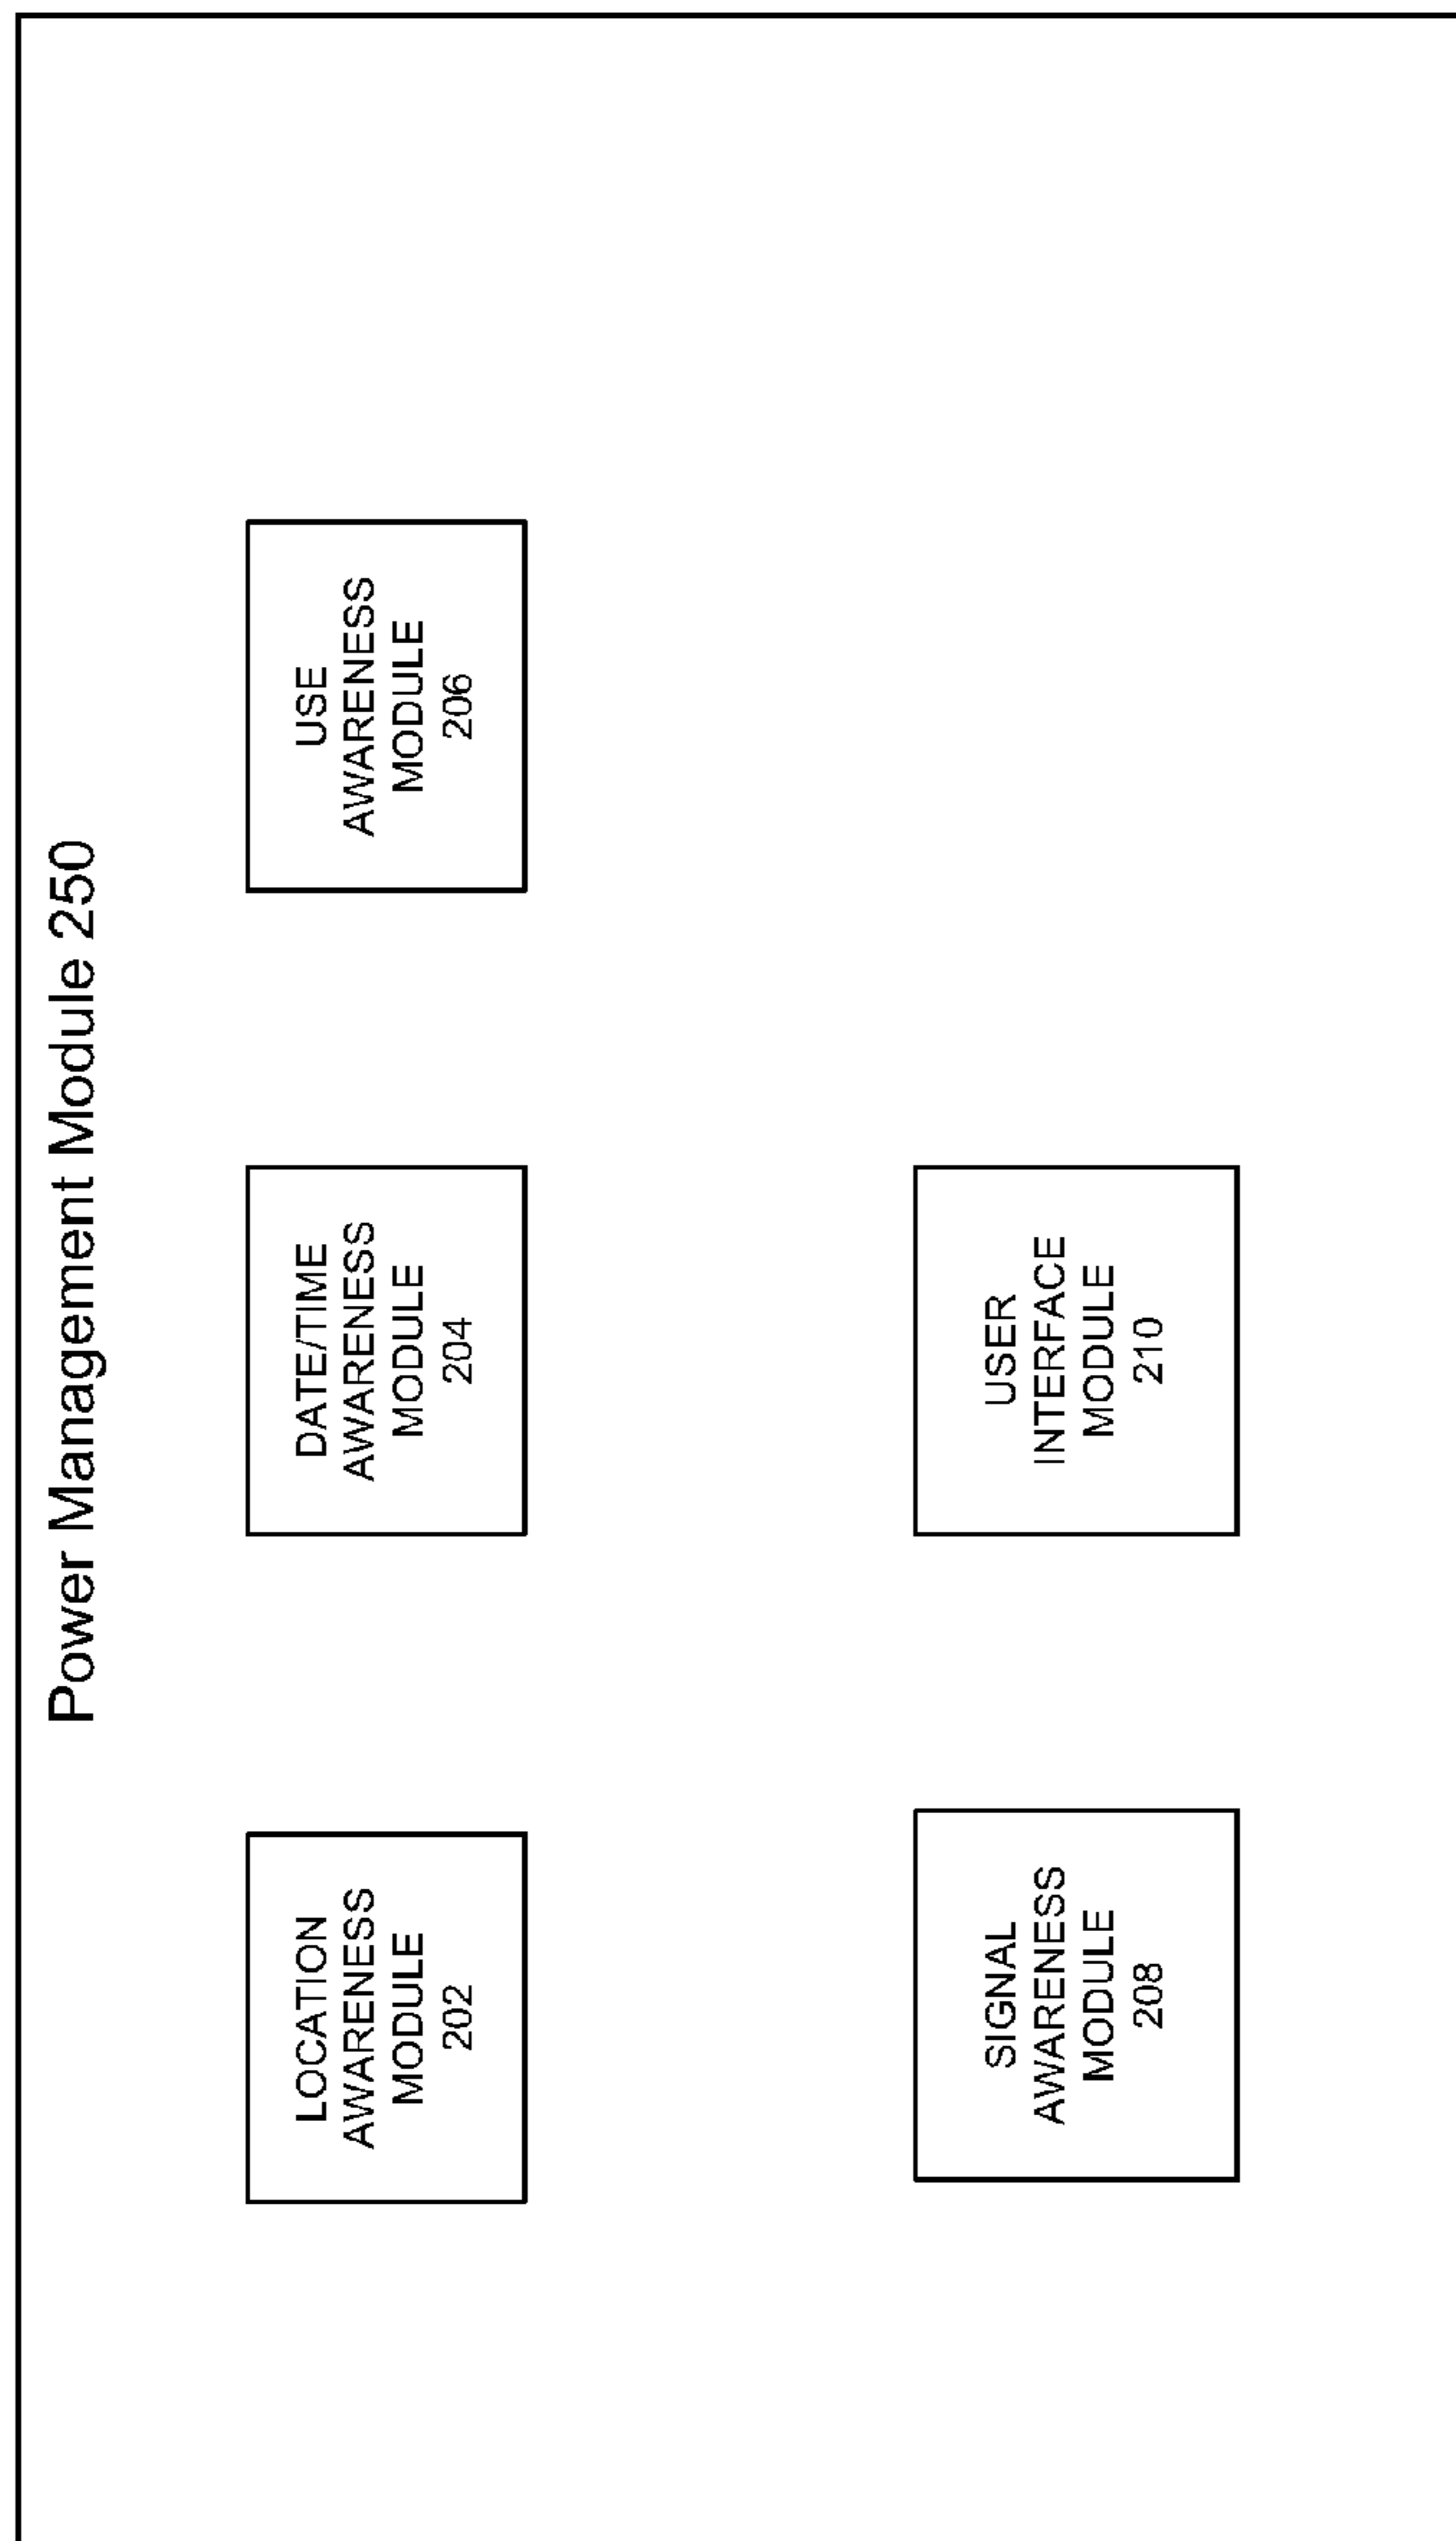 Power Management Module 250
LOCATION
AWARENESS
MODULE
202
DATE/TIME
AWARENESS
MODULE
204
USE
AWARENESS
MODULE
206
SIGNAL
AWARENESS
MODULE
208
USER
INTERFACE
MODULE
210